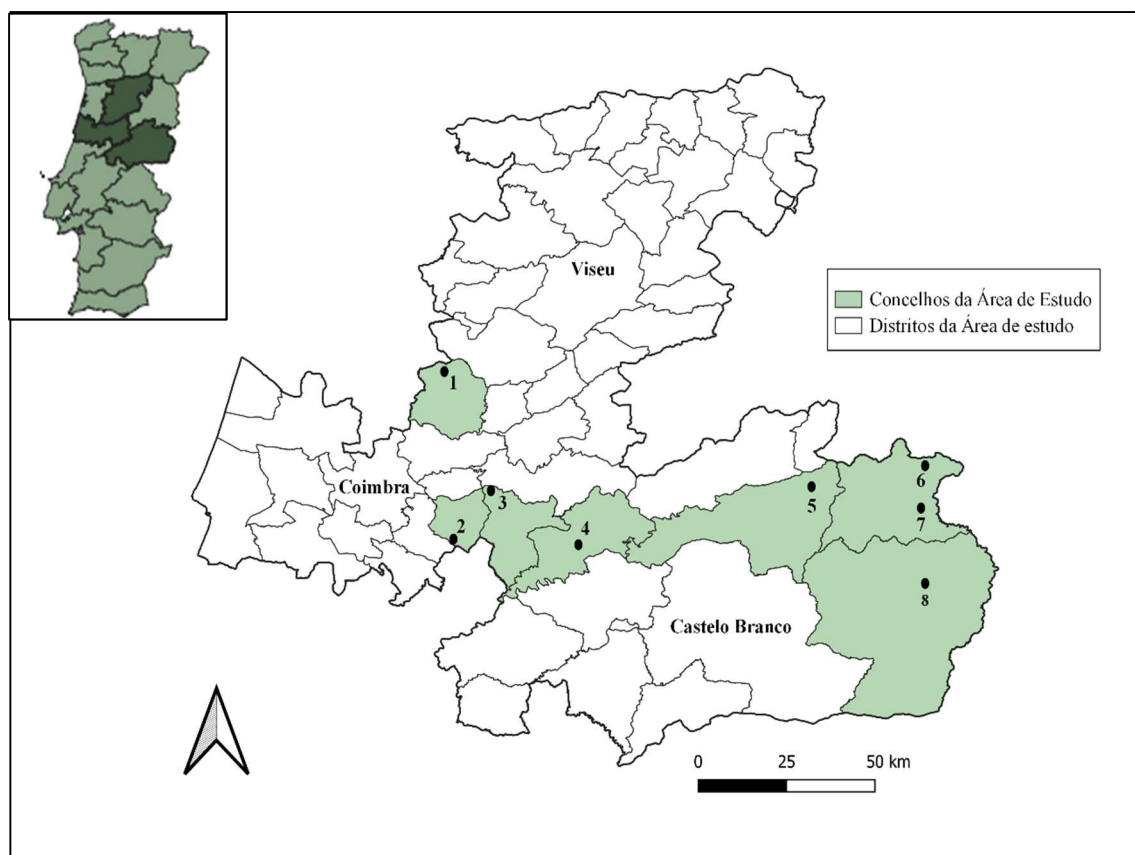 Viseu
Concelhos da Área de Estudo
Distritos da Área de estudo
1
Coimbra
3
5
6
2
4
7
8
Castelo Branco
0 25 50 km